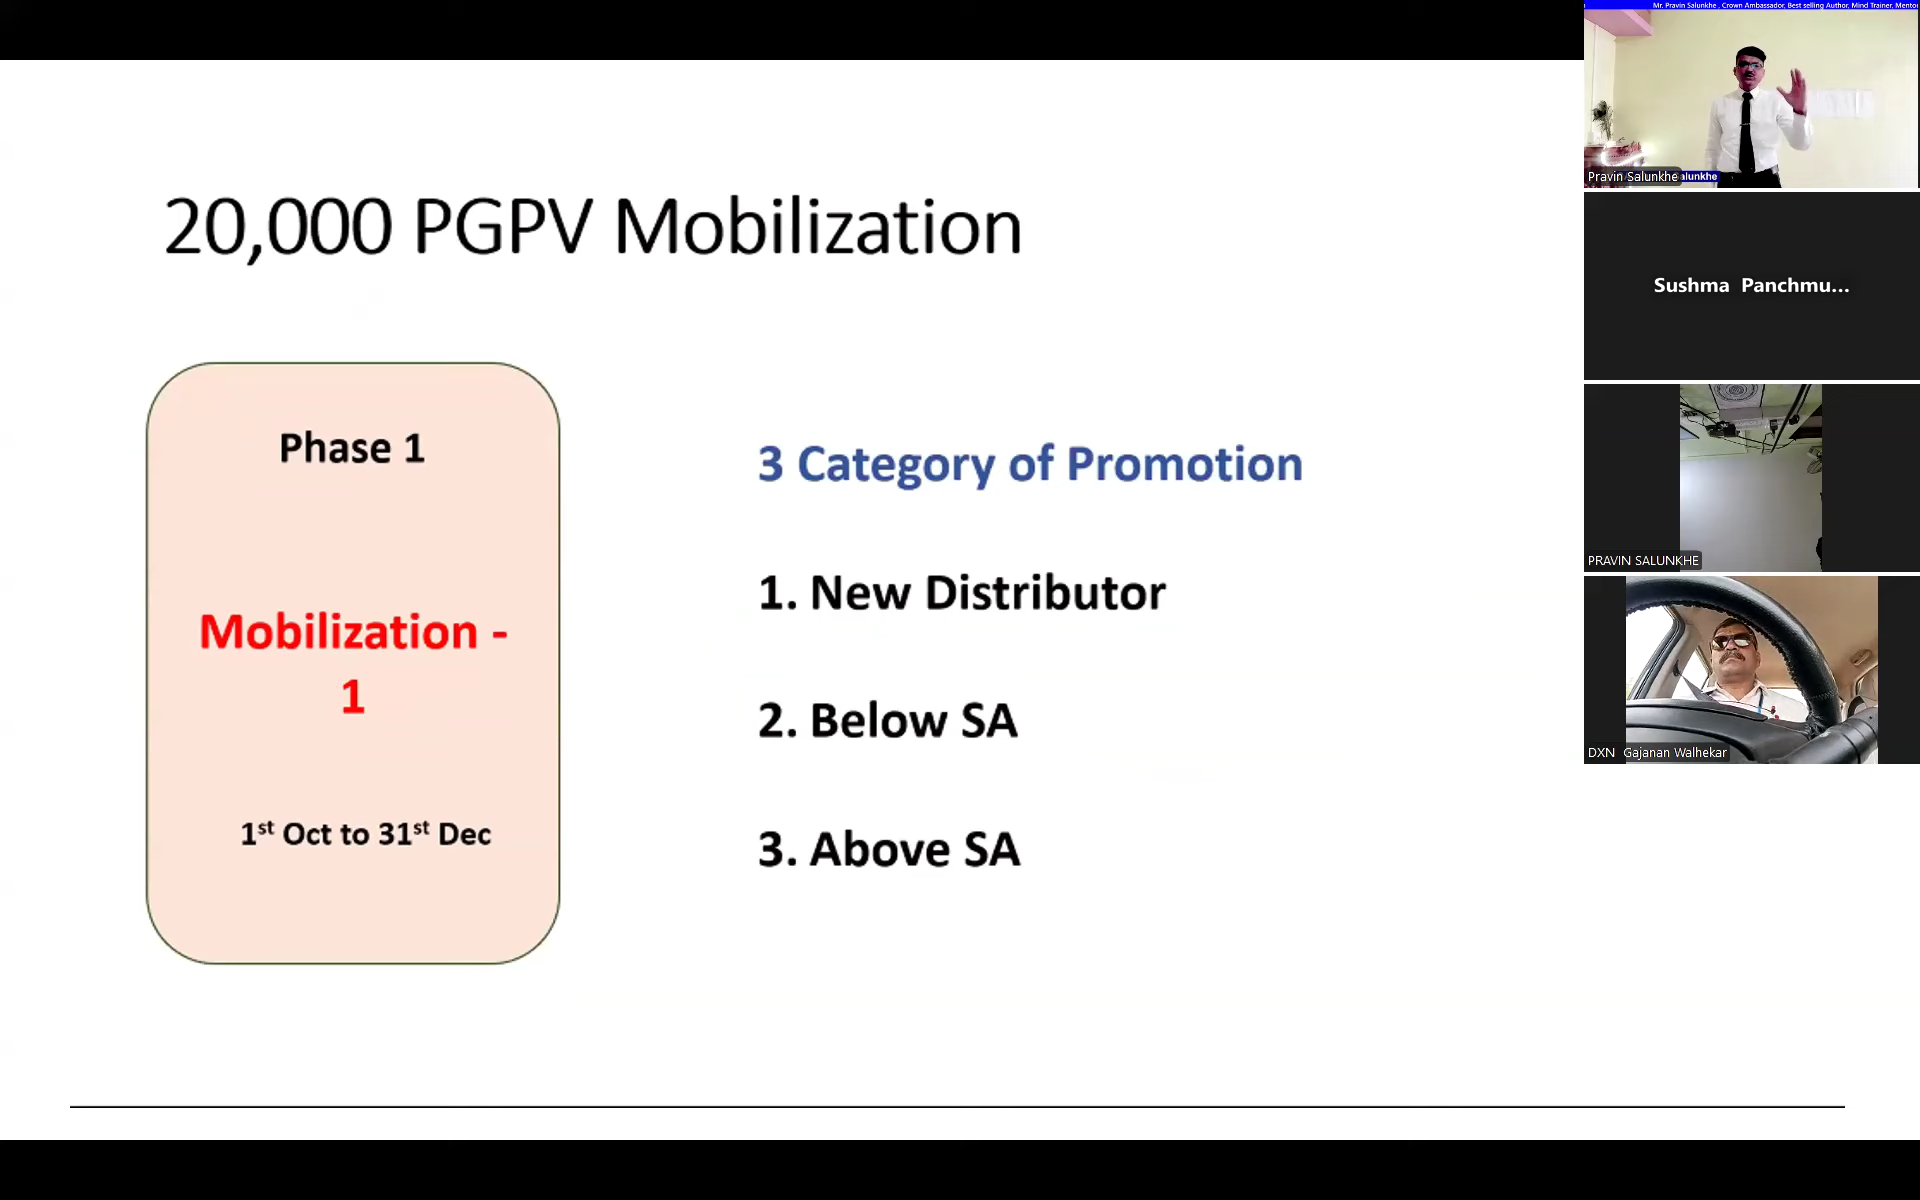 20,000 PGPV Mobilization
Phase 1
Mobilization -
1
1st Oct to 31st Dec
3 Category of Promotion
1. New Distributor
2. Below SA
3. Above SA
Mr. Pravin Salunkhe , Crown Ambassador, Best selling Author, Mind Trainer, Mento
Pravin Salunkhe
alunkhe
Sushma Panchmu...
PRAVIN SALUNKHE
DXN Gajanan Walhekar